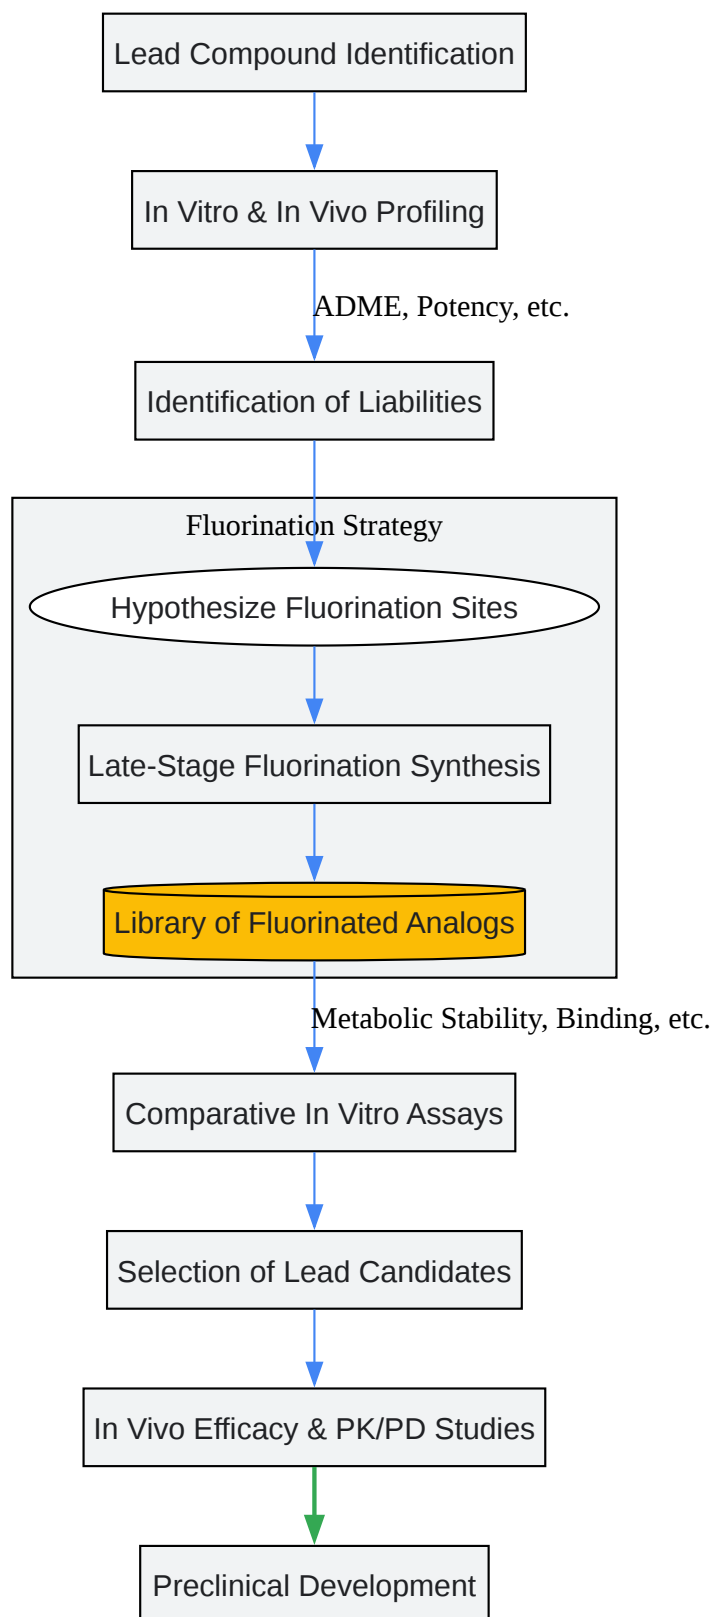 Lead Compound Identification
In Vitro & In Vivo Profiling
ADME, Potency, etc.
Identification of Liabilities
Fluorination Strategy
Hypothesize Fluorination Sites
Late-Stage Fluorination Synthesis
Library of Fluorinated Analogs
Metabolic Stability, Binding, etc.
Comparative In Vitro Assays
Selection of Lead Candidates
In Vivo Efficacy & PK/PD Studies
Preclinical Development